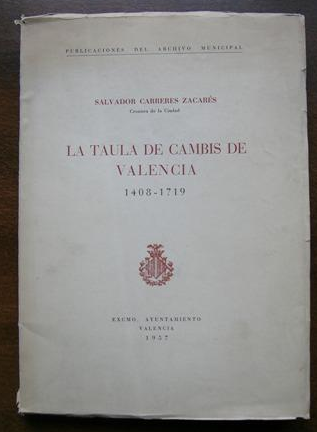 PUBLICACIONES DEL ARCHIVO MUNICIPAL
SALVADOR CARRERES ZACARÉS
Cronista de la Ciudad
LA TAULA DE CAMBIS DE
VALENCIA
1408-1719
EXCMO. AYUNTAMIENTO
VALENCIA
1957